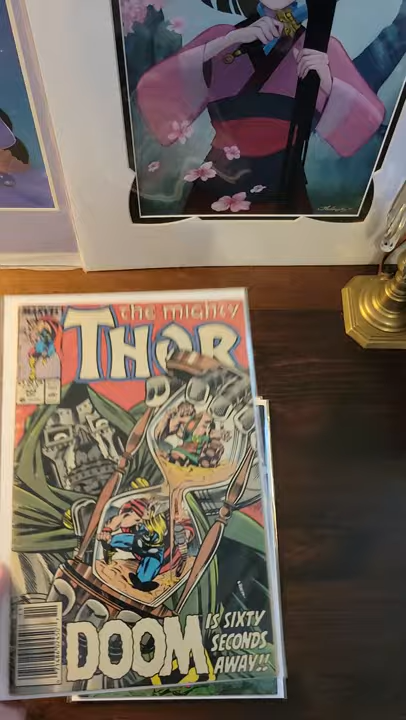 MARVEL
the mighty
THOR
DOOM
IS SIXTY
SECONDS
AWAY!!